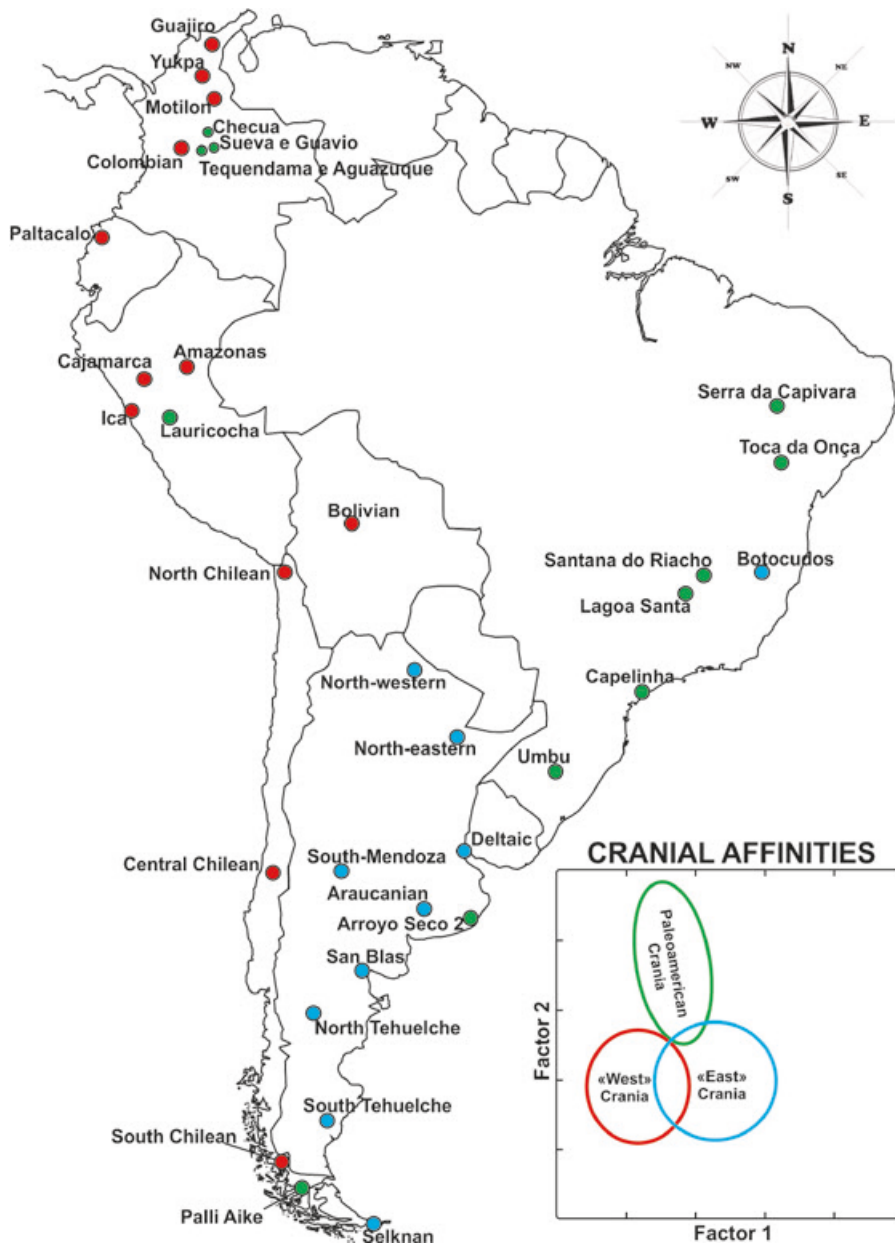 Guajiro
N
NW
NE
Yukpa
Motilon
W
E
Checua
Sueva e Guavio
Colombian
Tequendama e Aguazuque
SW
SE
S
Paltacalo
Cajamarca
Amazonas
Ica
Lauricocha
Serra da Capivara
Toca da Onça
Bolivian
North Chilean
Santana do Riacho
Botocudos
Lagoa Santa
North-western
Capelinha
North-eastern
Umbu
Deltaic
Central Chilean
South-Mendoza
Araucanian
Arroyo Seco 2
San Blas
North Tehuelche
South Tehuelche
South Chilean
Palli Aike
Selknan
CRANIAL AFFINITIES
Paleoamerican
Crania
Factor 2
«West»
Crania
«East»
Crania
Factor 1